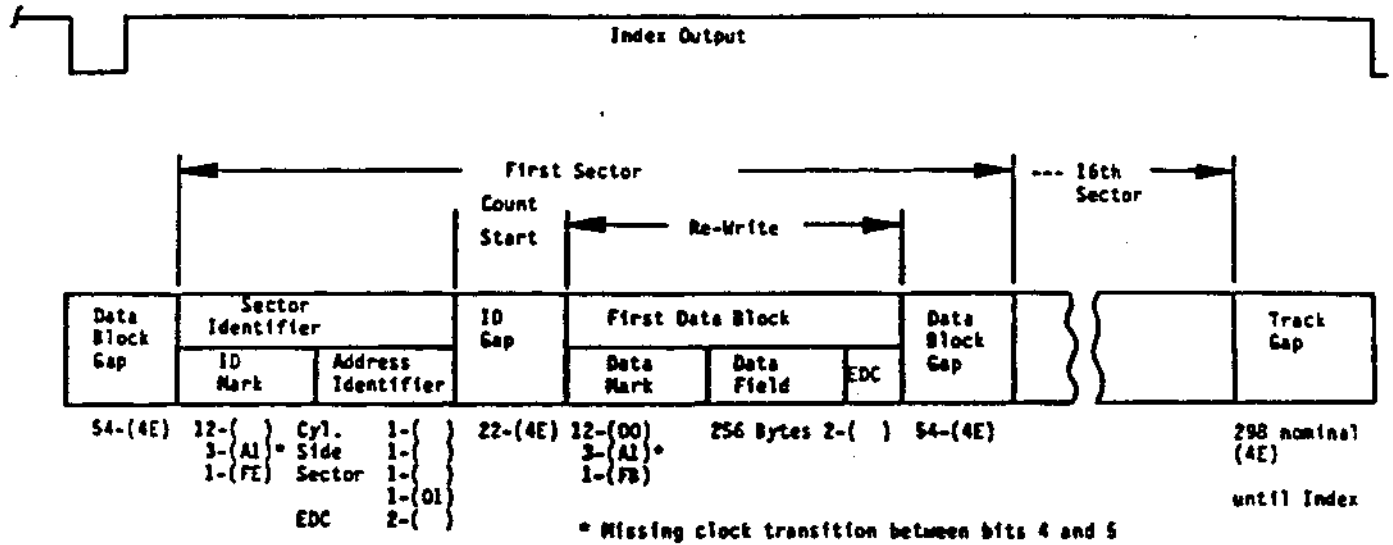 Index Output
First Sector
--- 16th Sector
Count Start
Re-Write
Data Block Gap
Sector Identifier
ID Gap
First Data Block
Data Block Gap
Track Gap
ID Mark
Address Identifier
Data Mark
Data Field
EDC
54-(4E)
12-( )
3-(A1)*
1-(FE)
Cyl. 1-( )
Side 1-( )
Sector 1-( )
1-(01)
EDC 2-( )
22-(4E)
12-(00)
3-(A1)*
1-(FB)
256 Bytes
2-( )
54-(4E)
298 nominal
(4E)
until Index
* Missing clock transition between bits 4 and 5